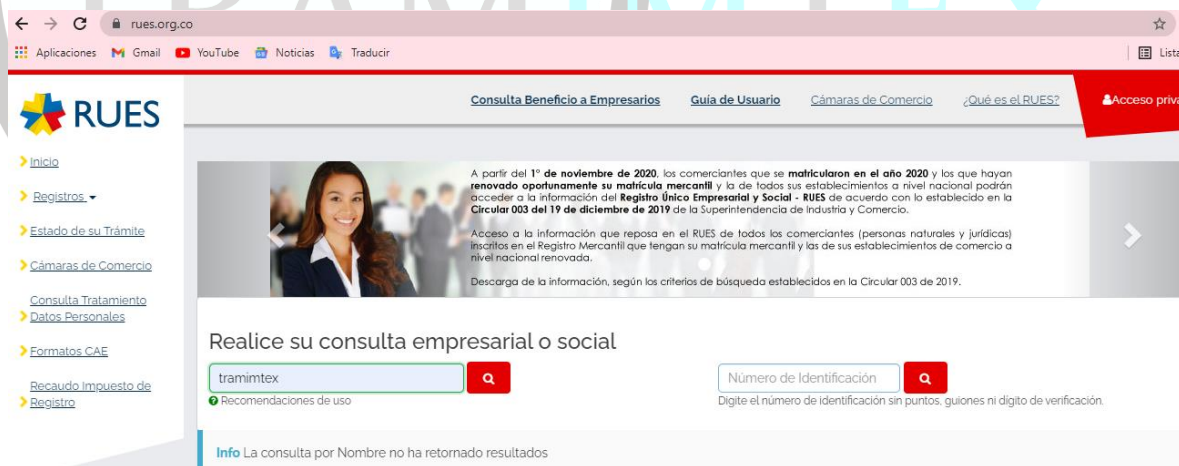 TRAMIMTEX
rues.org.co
Aplicaciones Gmail YouTube Noticias Traducir Lista
RUES
Consulta Beneficio a Empresarios Guía de Usuario Cámaras de Comercio ¿Qué es el RUES? Acceso priva
Inicio
Registros
Estado de su Trámite
Cámaras de Comercio
Consulta Tratamiento
Datos Personales
Formatos CAE
Recaudo Impuesto de
Registro
A partir del 1° de noviembre de 2020, los comerciantes que se matricularon en el año 2020 y los que hayan
renovado oportunamente su matrícula mercantil y la de todos sus establecimientos a nivel nacional podrán
acceder a la información del Registro Único Empresarial y Social - RUES de acuerdo con lo establecido en la
Circular 003 del 19 de diciembre de 2019 de la Superintendencia de Industria y Comercio.
Acceso a la información que reposa en el RUES de todos los comerciantes (personas naturales y jurídicas)
inscritos en el Registro Mercantil que tengan su matrícula mercantil y las de sus establecimientos de comercio a
nivel nacional renovada.
Descarga de la información, según los criterios de búsqueda establecidos en la Circular 003 de 2019.
Realice su consulta empresarial o social
tramimtex Número de Identificación
Recomendaciones de uso Digite el número de identificación sin puntos, guiones ni dígito de verificación.
Info La consulta por Nombre no ha retornado resultados